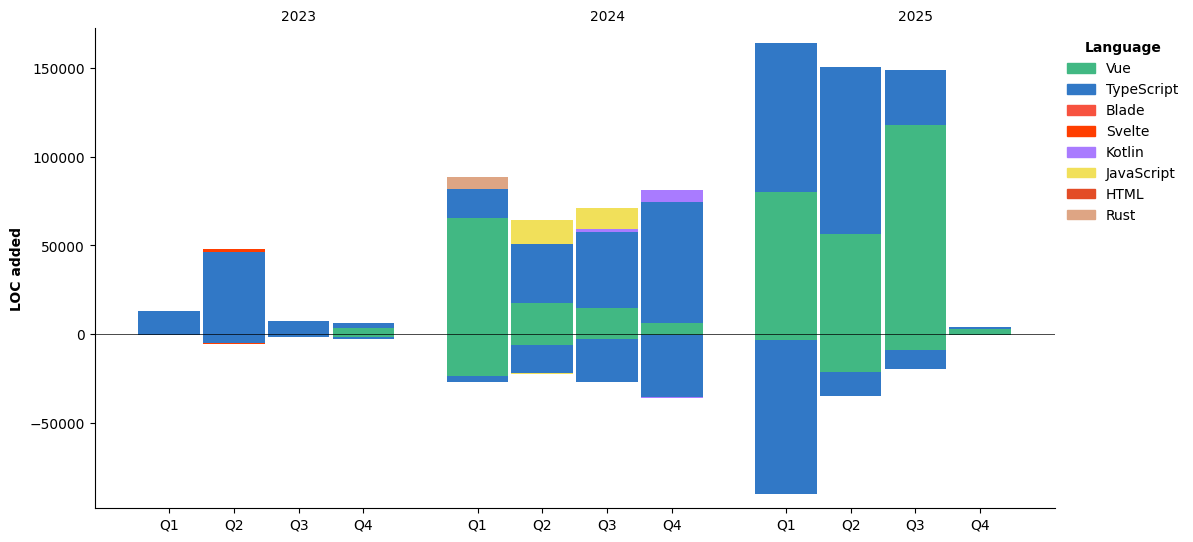 2023 2024 2025
Language
Vue
TypeScript
Blade
Svelte
Kotlin
JavaScript
HTML
Rust
LOC added
150000
100000
50000
0
−50000
Q1 Q2 Q3 Q4 Q1 Q2 Q3 Q4 Q1 Q2 Q3 Q4